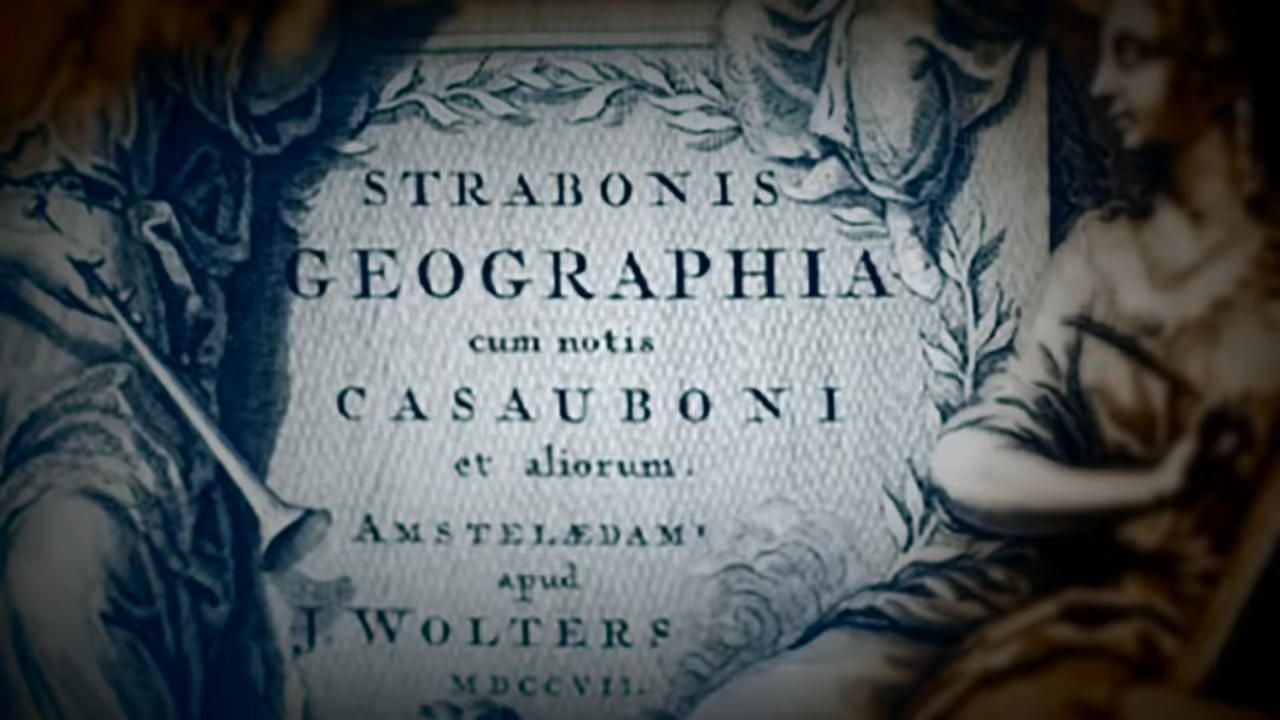 STRABONIS
GEOGRAPHIA
cum notis
CASAUBONI
et aliorum.
AMSTELÆDAMI
apud
J. WOLTERS
MDCCVII.